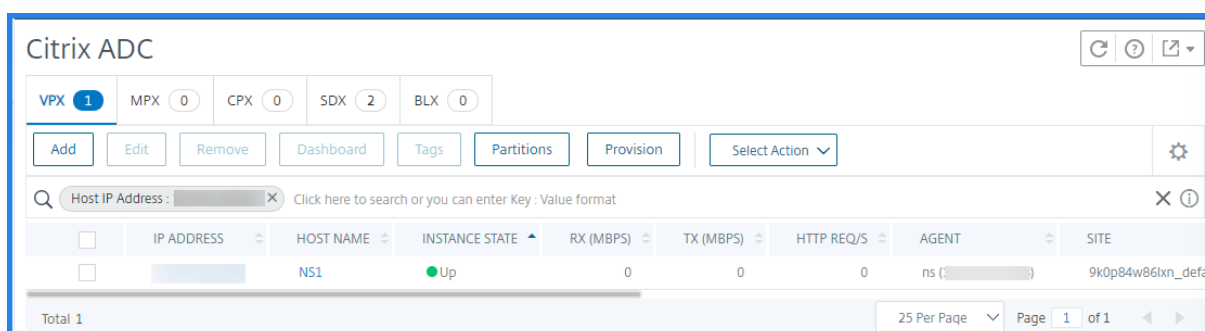 Citrix ADC
VPX 1 MPX 0 CPX 0 SDX 2 BLX 0
Add Edit Remove Dashboard Tags Partitions Provision Select Action
Host IP Address : Click here to search or you can enter Key : Value format
IP ADDRESS HOST NAME INSTANCE STATE RX (MBPS) TX (MBPS) HTTP REQ/S AGENT SITE
NS1 Up 0 0 0 ns ( ) 9k0p84w86lxn_defa
Total 1 25 Per Page Page 1 of 1